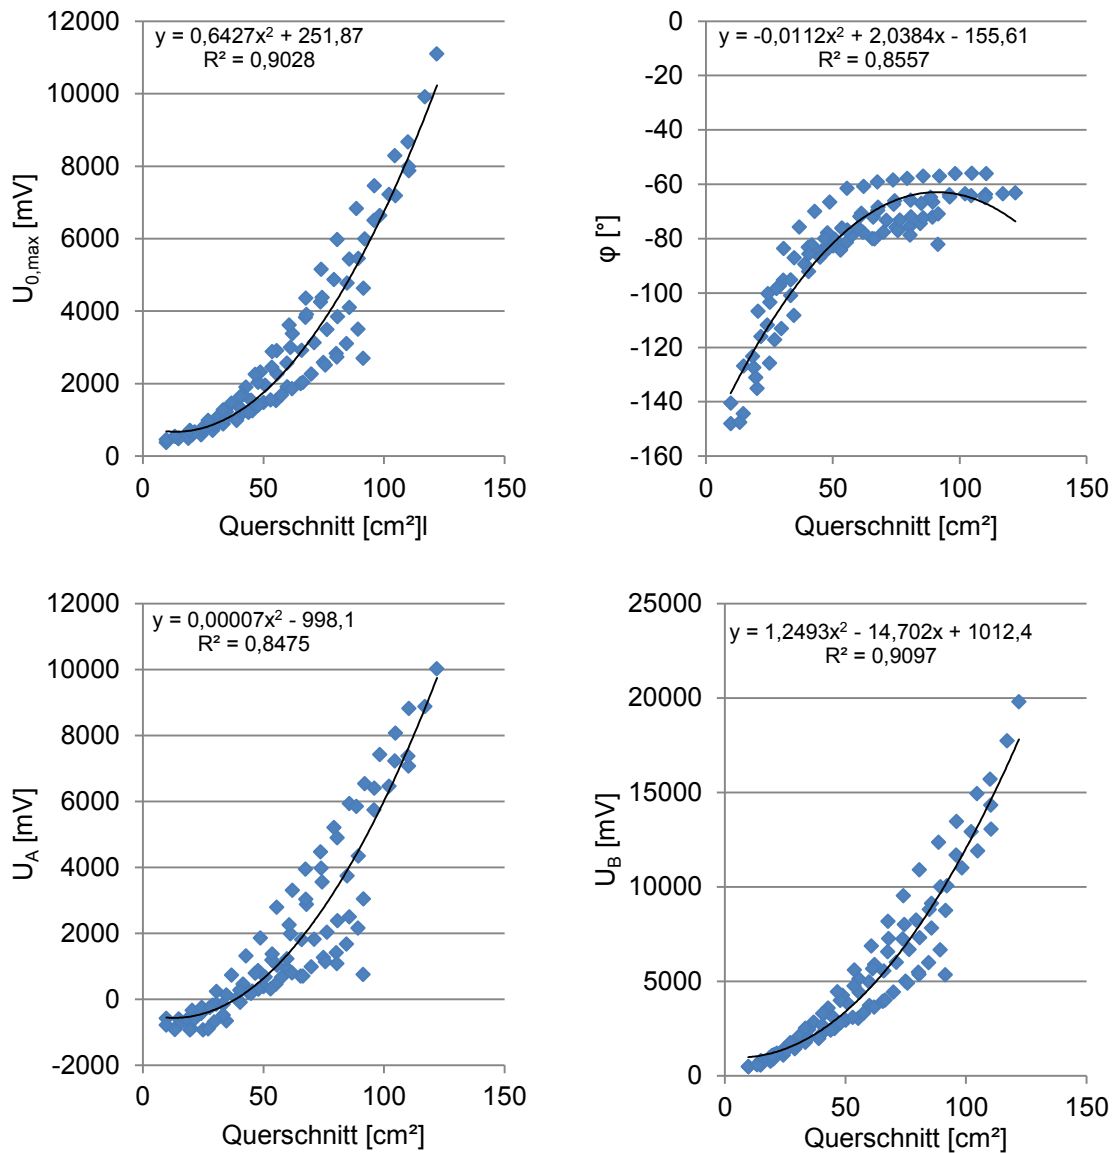 12000
10000
8000
6000
4000
2000
0
y = 0,6427x² + 251,87
R² = 0,9028
U0,max [mV]
0 50 100 150
Querschnitt [cm²]l
0
-20
-40
-60
-80
-100
-120
-140
-160
y = -0,0112x² + 2,0384x - 155,61
R² = 0,8557
φ [°]
0 50 100 150
Querschnitt [cm²]
12000
10000
8000
6000
4000
2000
0
-2000
y = 0,00007x² - 998,1
R² = 0,8475
UA [mV]
0 50 100 150
Querschnitt [cm²]l
25000
20000
15000
10000
5000
0
y = 1,2493x² - 14,702x + 1012,4
R² = 0,9097
UB [mV]
0 50 100 150
Querschnitt [cm²]